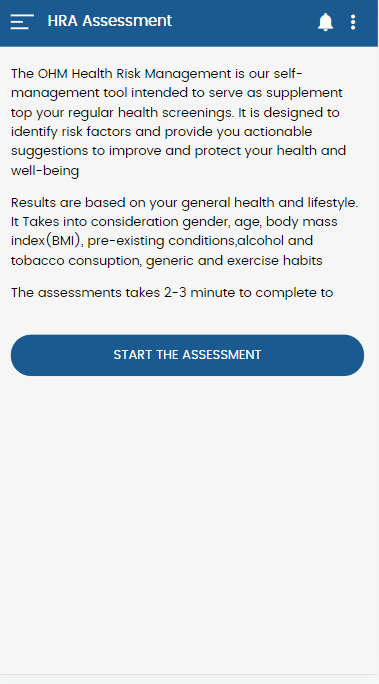 HRA Assessment
The OHM Health Risk Management is our self-
management tool intended to serve as supplement
top your regular health screenings. It is designed to
identify risk factors and provide you actionable
suggestions to improve and protect your health and
well-being
Results are based on your general health and lifestyle.
It Takes into consideration gender, age, body mass
index(BMI), pre-existing conditions,alcohol and
tobacco consuption, generic and exercise habits
The assessments takes 2-3 minute to complete to
START THE ASSESSMENT